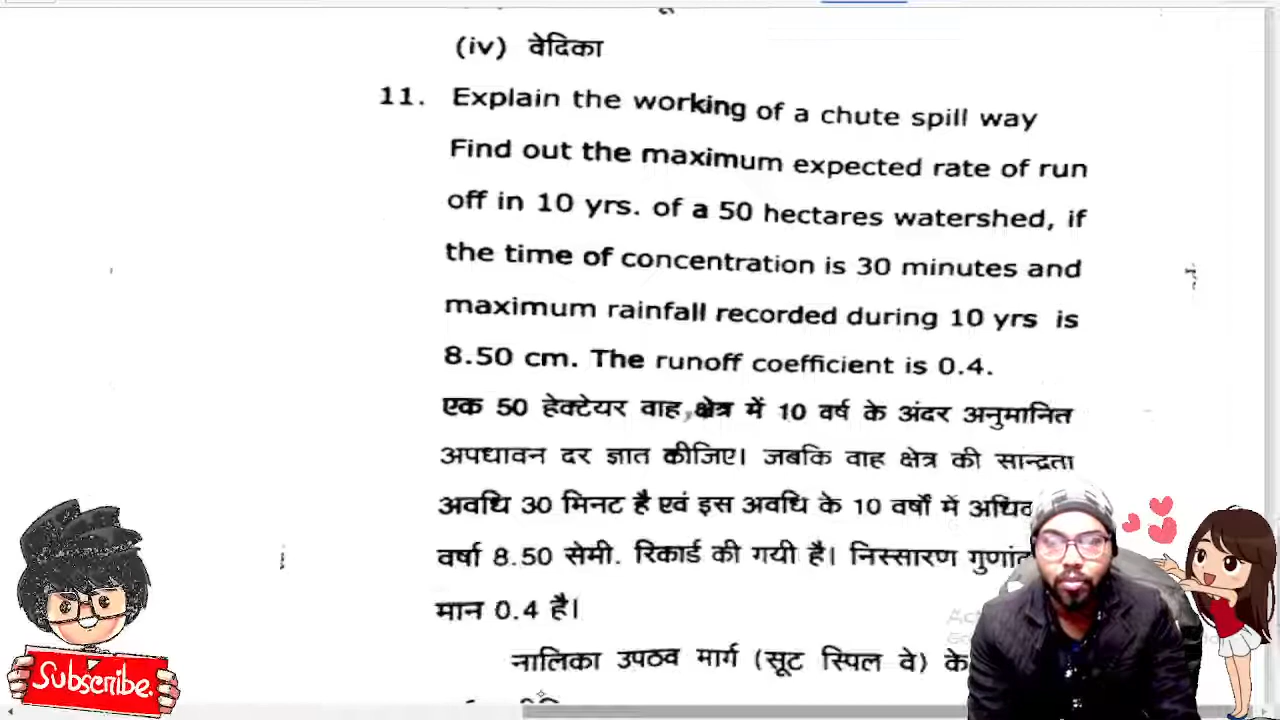 (iv) वेदिका
11. Explain the working of a chute spill way
Find out the maximum expected rate of run
off in 10 yrs. of a 50 hectares watershed, if
the time of concentration is 30 minutes and
maximum rainfall recorded during 10 yrs is
8.50 cm. The runoff coefficient is 0.4.
एक 50 हेक्टेयर वाह क्षेत्र में 10 वर्ष के अंदर अनुमानित
अपधावन दर ज्ञात कीजिए। जबकि वाह क्षेत्र की सान्द्रता
अवधि 30 मिनट है एवं इस अवधि के 10 वर्षों में
वर्षा 8.50 सेमी. रिकार्ड की गयी है। निस्सारण
मान 0.4 है।
नालिका उपठव मार्ग (सूट स्पिल वे) के
Subscribe.